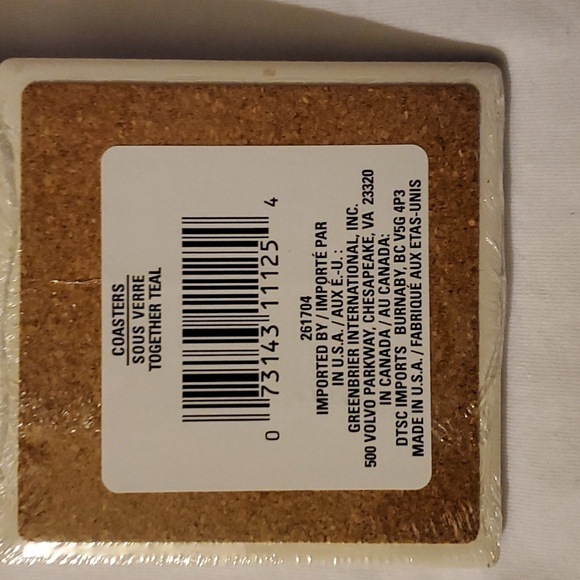 COASTERS
SOUS VERRE
TOGETHER TEAL
0 73143 11125 4
261704
IMPORTED BY / IMPORTÉ PAR
IN U.S.A. / AUX É.-U. :
GREENBRIER INTERNATIONAL, INC.
500 VOLVO PARKWAY, CHESAPEAKE, VA 23320
IN CANADA / AU CANADA:
DTSC IMPORTS BURNABY, BC V5G 4P3
MADE IN U.S.A. / FABRIQUÉ AUX ETAS-UNIS